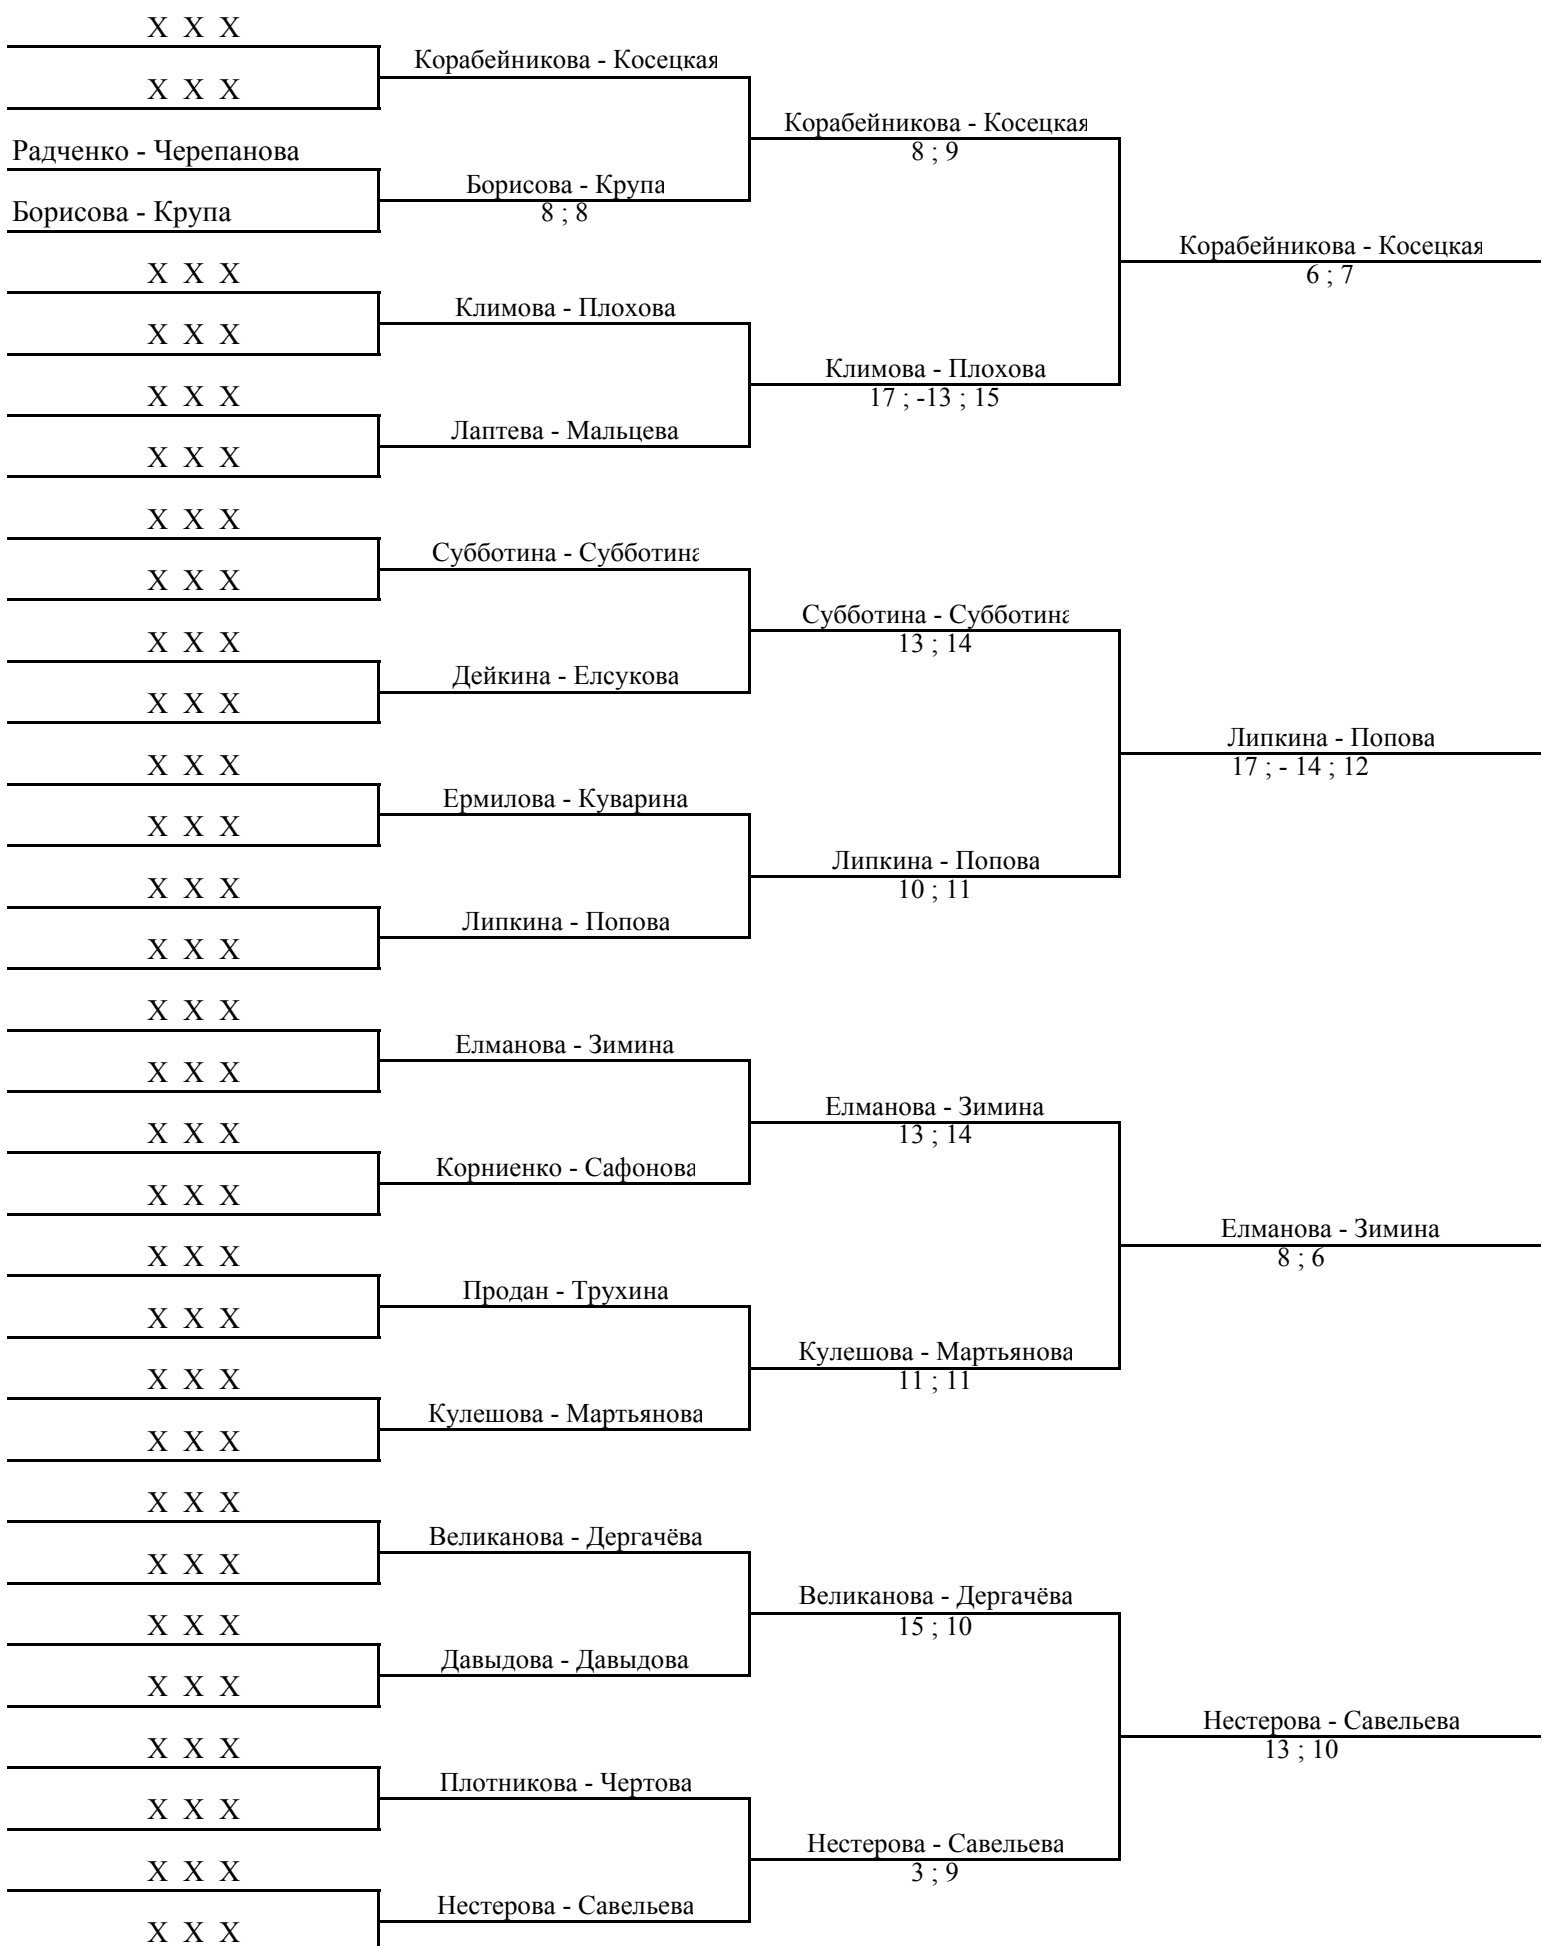 X X X
Корабейникова - Косецкая
X X X
Корабейникова - Косецкая
8 ; 9
Радченко - Черепанова
Борисова - Крупа
8 ; 8
Борисова - Крупа
Корабейникова - Косецкая
6 ; 7
X X X
Климова - Плохова
X X X
Климова - Плохова
17 ; -13 ; 15
X X X
Лаптева - Мальцева
X X X
X X X
Субботина - Субботина
X X X
Субботина - Субботина
13 ; 14
X X X
Дейкина - Елсукова
X X X
Липкина - Попова
17 ; - 14 ; 12
X X X
Ермилова - Куварина
X X X
Липкина - Попова
10 ; 11
X X X
Липкина - Попова
X X X
X X X
Елманова - Зимина
X X X
Елманова - Зимина
13 ; 14
X X X
Корниенко - Сафонова
X X X
Елманова - Зимина
8 ; 6
X X X
Продан - Трухина
X X X
Кулешова - Мартьянова
11 ; 11
X X X
Кулешова - Мартьянова
X X X
X X X
Великанова - Дергачёва
X X X
Великанова - Дергачёва
15 ; 10
X X X
Давыдова - Давыдова
X X X
Нестерова - Савельева
13 ; 10
X X X
Плотникова - Чертова
X X X
Нестерова - Савельева
3 ; 9
X X X
Нестерова - Савельева
X X X